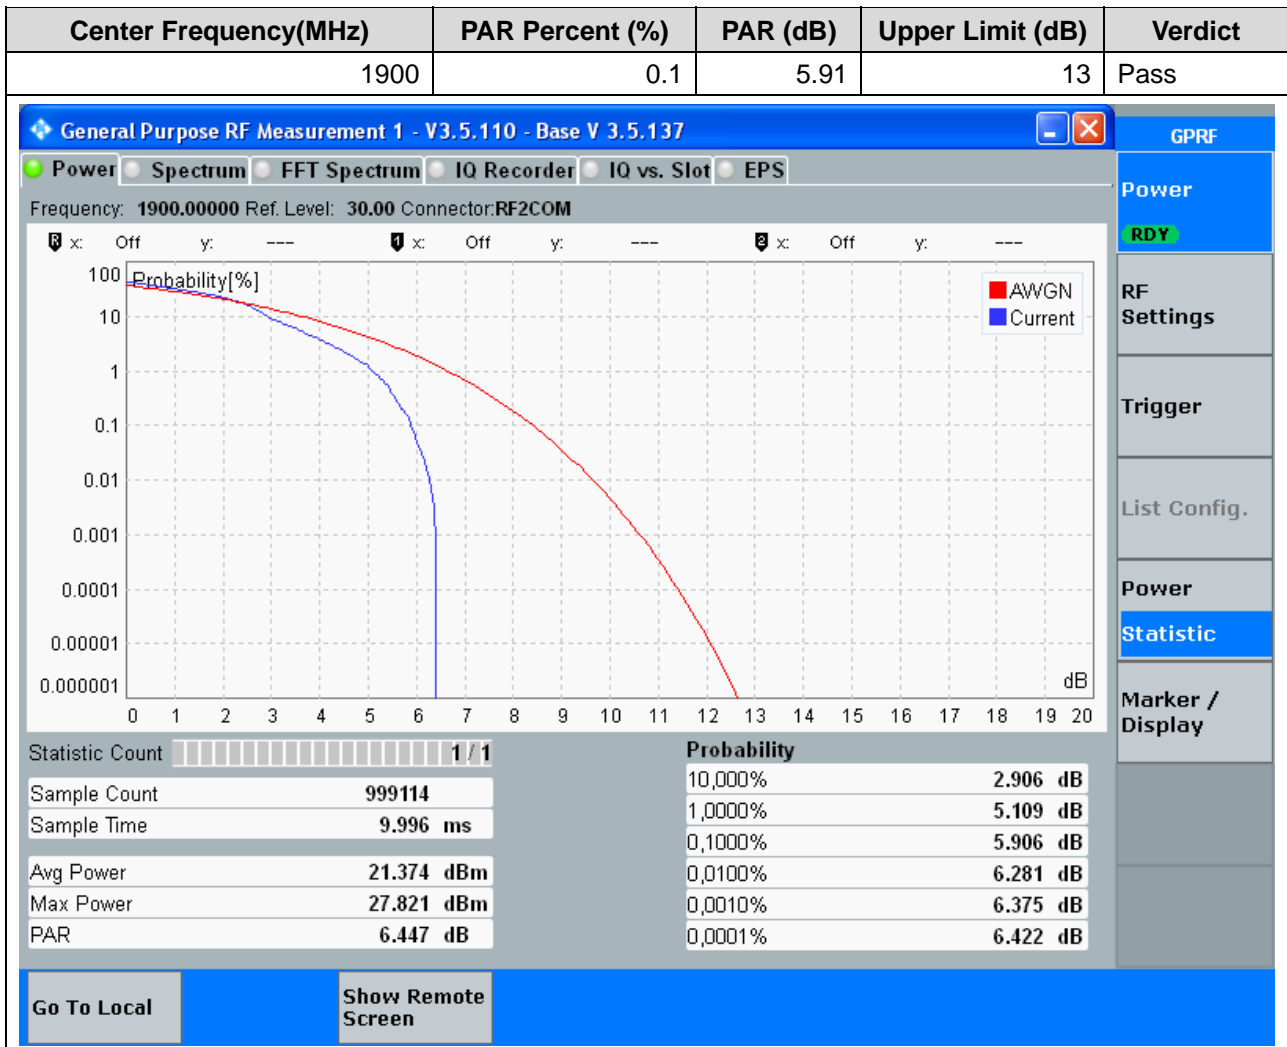 Center Frequency(MHz) PAR Percent (%) PAR (dB) Upper Limit (dB) Verdict
1900 0.1 5.91 13 Pass
General Purpose RF Measurement 1 - V3.5.110 - Base V 3.5.137
GPRF
Power Spectrum FFT Spectrum IQ Recorder IQ vs. Slot EPS
Frequency: 1900.00000 Ref. Level: 30.00 Connector:RF2COM
R x: Off y: --- 1 x: Off y: --- 2 x: Off y: ---
Probability[%]
AWGN
Current
100
10
1
0.1
0.01
0.001
0.0001
0.00001
0.000001
dB
0 1 2 3 4 5 6 7 8 9 10 11 12 13 14 15 16 17 18 19 20
Statistic Count 1 / 1
Sample Count 999114
Sample Time 9.996 ms
Avg Power 21.374 dBm
Max Power 27.821 dBm
PAR 6.447 dB
Probability
10,000% 2.906 dB
1,0000% 5.109 dB
0,1000% 5.906 dB
0,0100% 6.281 dB
0,0010% 6.375 dB
0,0001% 6.422 dB
Power
RDY
RF
Settings
Trigger
List Config.
Power
Statistic
Marker /
Display
Go To Local
Show Remote
Screen